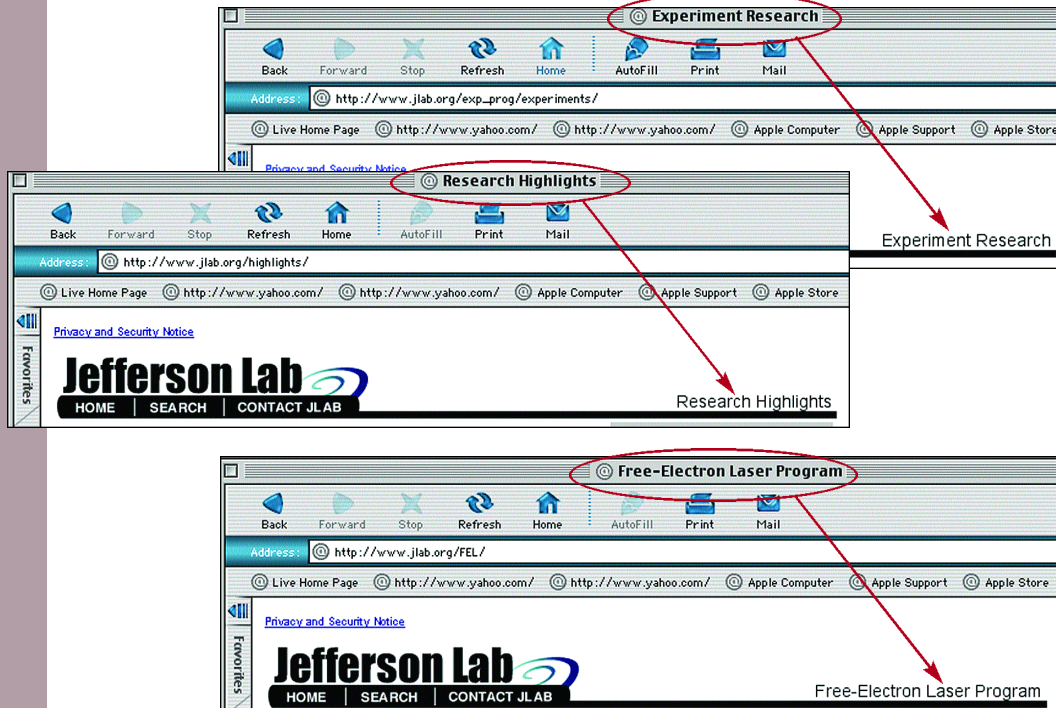 Experiment Research
Back Forward Stop Refresh Home AutoFill Print Mail
Address: http://www.jlab.org/exp_prog/experiments/
Live Home Page http://www.yahoo.com/ http://www.yahoo.com/ Apple Computer Apple Support Apple Store
Privacy and Security Notice
Experiment Research
Research Highlights
Back Forward Stop Refresh Home AutoFill Print Mail
Address: http://www.jlab.org/highlights/
Live Home Page http://www.yahoo.com/ http://www.yahoo.com/ Apple Computer Apple Support Apple Store
Favorites
Privacy and Security Notice
Jefferson Lab
HOME SEARCH CONTACT JLAB
Research Highlights
Free-Electron Laser Program
Back Forward Stop Refresh Home AutoFill Print Mail
Address: http://www.jlab.org/FEL/
Live Home Page http://www.yahoo.com/ http://www.yahoo.com/ Apple Computer Apple Support Apple Store
Favorites
Privacy and Security Notice
Jefferson Lab
HOME SEARCH CONTACT JLAB
Free-Electron Laser Program